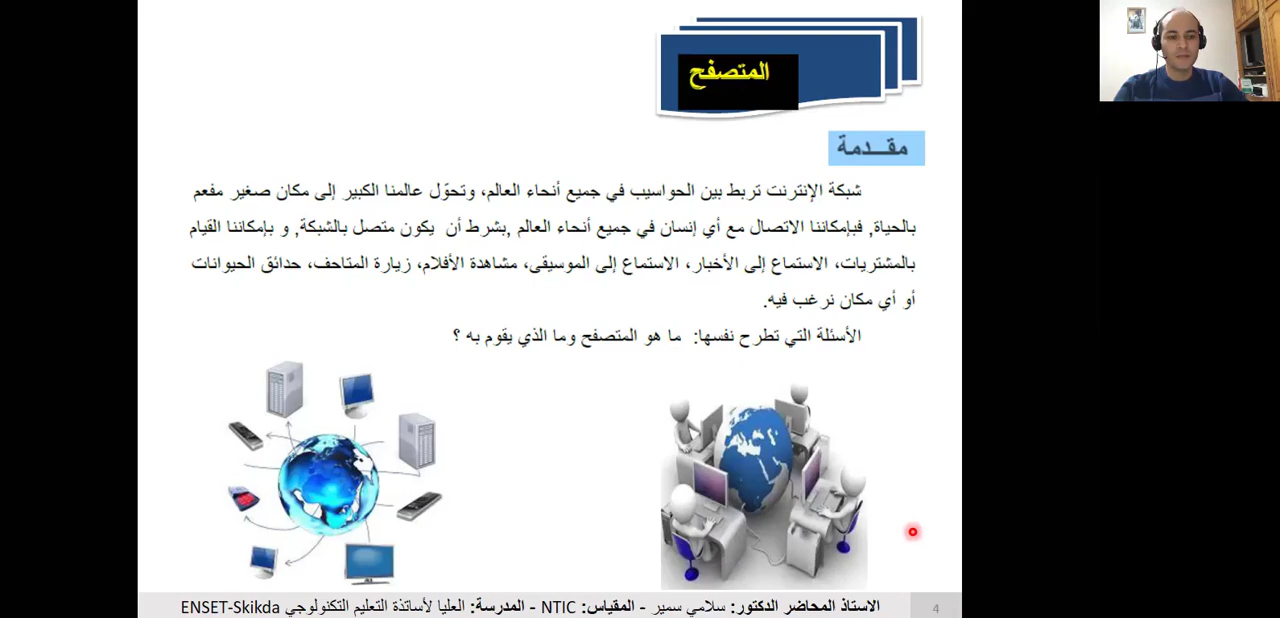 المتصفح
مقـــدمة
شبكة الإنترنت تربط بين الحواسيب في جميع أنحاء العالم، وتحوّل عالمنا الكبير إلى مكان صغير مفعم
بالحياة, فبإمكاننا الاتصال مع أي إنسان في جميع أنحاء العالم ,بشرط أن يكون متصل بالشبكة, و بإمكاننا القيام
بالمشتريات، الاستماع إلى الأخبار، الاستماع إلى الموسيقى، مشاهدة الأفلام، زيارة المتاحف، حدائق الحيوانات
أو أي مكان نرغب فيه.
الأسئلة التي تطرح نفسها: ما هو المتصفح وما الذي يقوم به ؟
الاستاذ المحاضر الدكتور: سلامي سمير - المقياس: NTIC - المدرسة: العليا لأساتذة التعليم التكنولوجي ENSET-Skikda
4